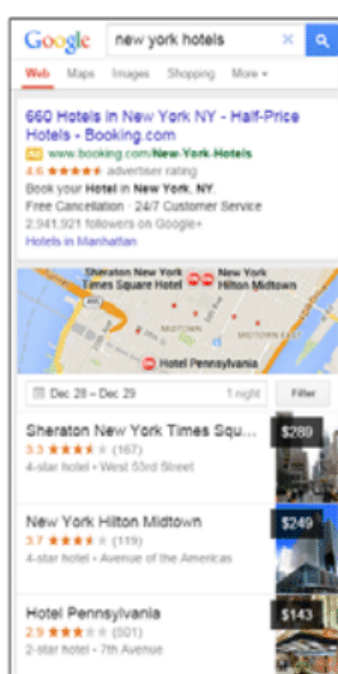 Google new york hotels ×
Web Maps Images Shopping More
660 Hotels in New York NY - Half-Price
Hotels - Booking.com
Ad www.booking.com/New-York-Hotels
4.6 ★★★★★ advertiser rating
Book your Hotel in New York, NY.
Free Cancellation · 24/7 Customer Service
2,941,921 followers on Google+
Hotels in Manhattan
Sheraton New York
Times Square Hotel
New York
Hilton Midtown
495
MIDTOWN
MIDTOWN EAST
Hotel Pennsylvania
Dec 28 – Dec 29 1 night Filter
Sheraton New York Times Squ... $289
3.3 ★★★★★ (167)
4-star hotel • West 53rd Street
New York Hilton Midtown $249
3.7 ★★★★★ (119)
4-star hotel • Avenue of the Americas
Hotel Pennsylvania $143
2.9 ★★★★★ (501)
2-star hotel • 7th Avenue